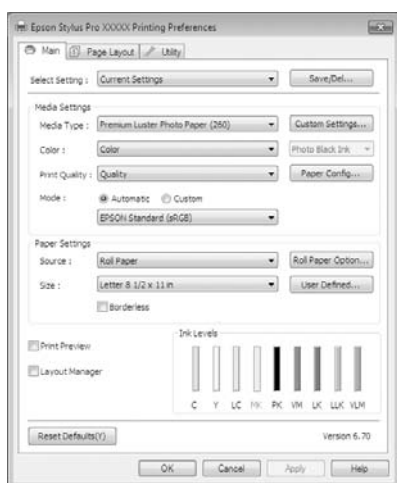 Epson Stylus Pro XXXXX Printing Preferences
Main Page Layout Utility
Select Setting : Current Settings Save/Del...
Media Settings
Media Type : Premium Luster Photo Paper (260) Custom Settings...
Color : Color Photo Black Ink
Print Quality : Quality Paper Config...
Mode : Automatic Custom
EPSON Standard (sRGB)
Paper Settings
Source : Roll Paper Roll Paper Option...
Size : Letter 8 1/2 x 11 in User Defined...
Borderless
Print Preview
Layout Manager
Ink Levels
C Y LC MK PK VM LK LLK VLM
Reset Defaults(Y) Version 6.70
OK Cancel Apply Help